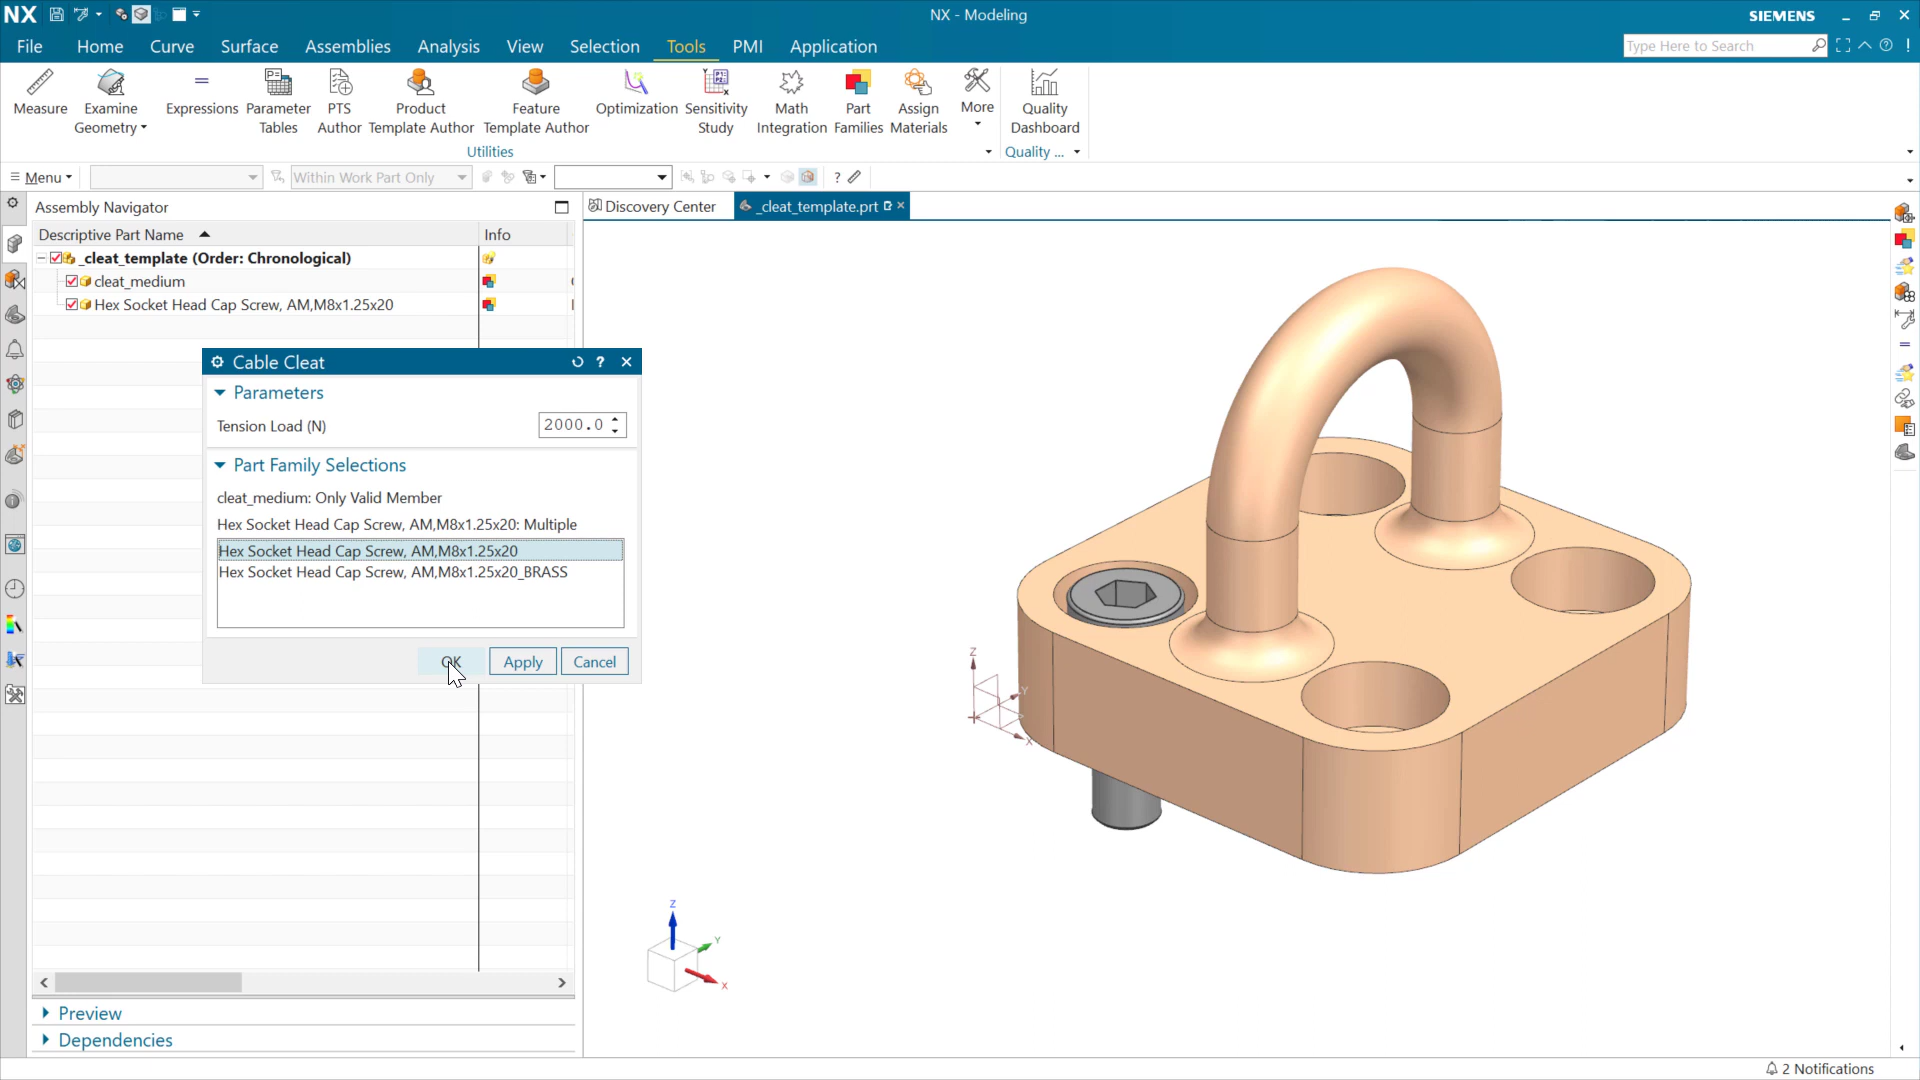 NX
NX - Modeling
SIEMENS
File
Home
Curve
Surface
Assemblies
Analysis
View
Selection
Tools
PMI
Application
Type Here to Search
Measure
Examine
Geometry
Expressions
Parameter
Tables
PTS
Author
Product
Template Author
Feature
Template Author
Optimization
Sensitivity
Study
Math
Integration
Part
Families
Assign
Materials
More
Quality
Dashboard
Utilities
Quality ...
Menu
Within Work Part Only
Assembly Navigator
Discovery Center
_cleat_template.prt
Descriptive Part Name
Info
_cleat_template (Order: Chronological)
cleat_medium
Hex Socket Head Cap Screw, AM,M8x1.25x20
Cable Cleat
Parameters
Tension Load (N)
2000.0
Part Family Selections
cleat_medium: Only Valid Member
Hex Socket Head Cap Screw, AM,M8x1.25x20: Multiple
Hex Socket Head Cap Screw, AM,M8x1.25x20
Hex Socket Head Cap Screw, AM,M8x1.25x20_BRASS
OK
Apply
Cancel
Z
Y
X
Z
Y
X
Preview
Dependencies
2 Notifications